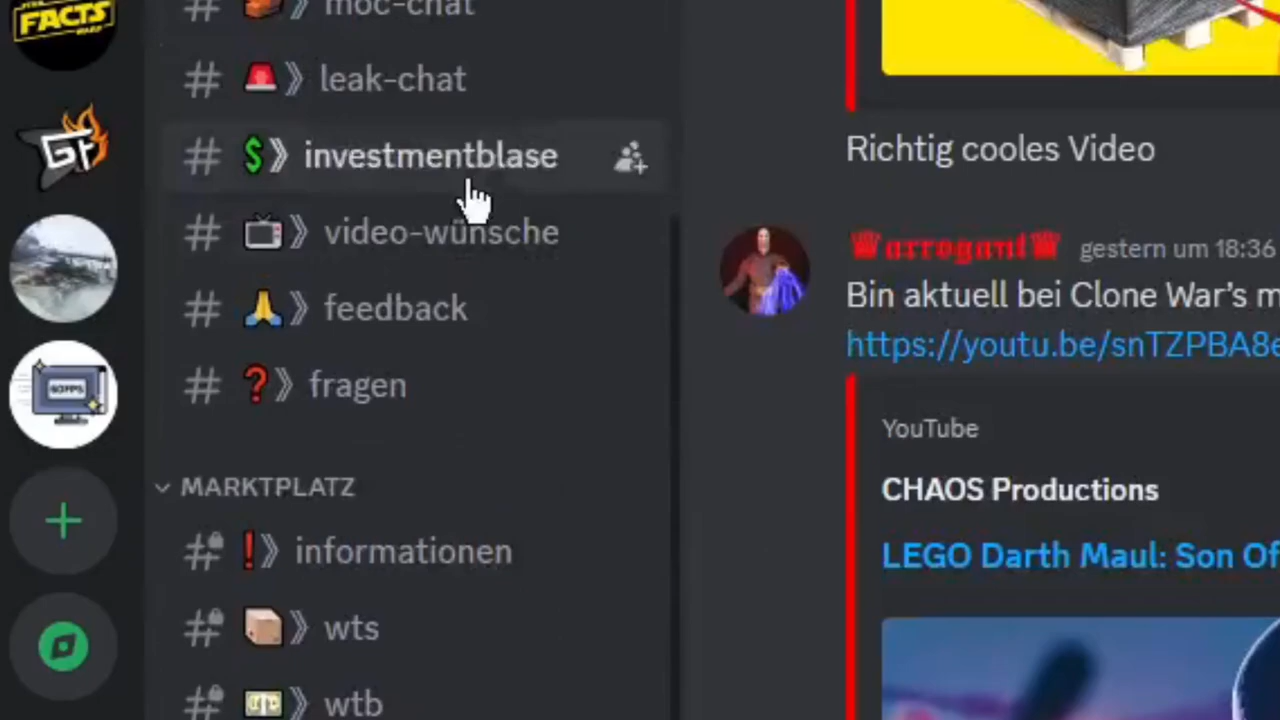 FACTS
moc-chat
leak-chat
investmentblase
video-wünsche
feedback
fragen
MARKTPLATZ
informationen
wts
wtb
GF
GOPPS
Richtig cooles Video
arrogant gestern um 18:36
Bin aktuell bei Clone War’s m
https://youtu.be/snTZPBA8e
YouTube
CHAOS Productions
LEGO Darth Maul: Son Of